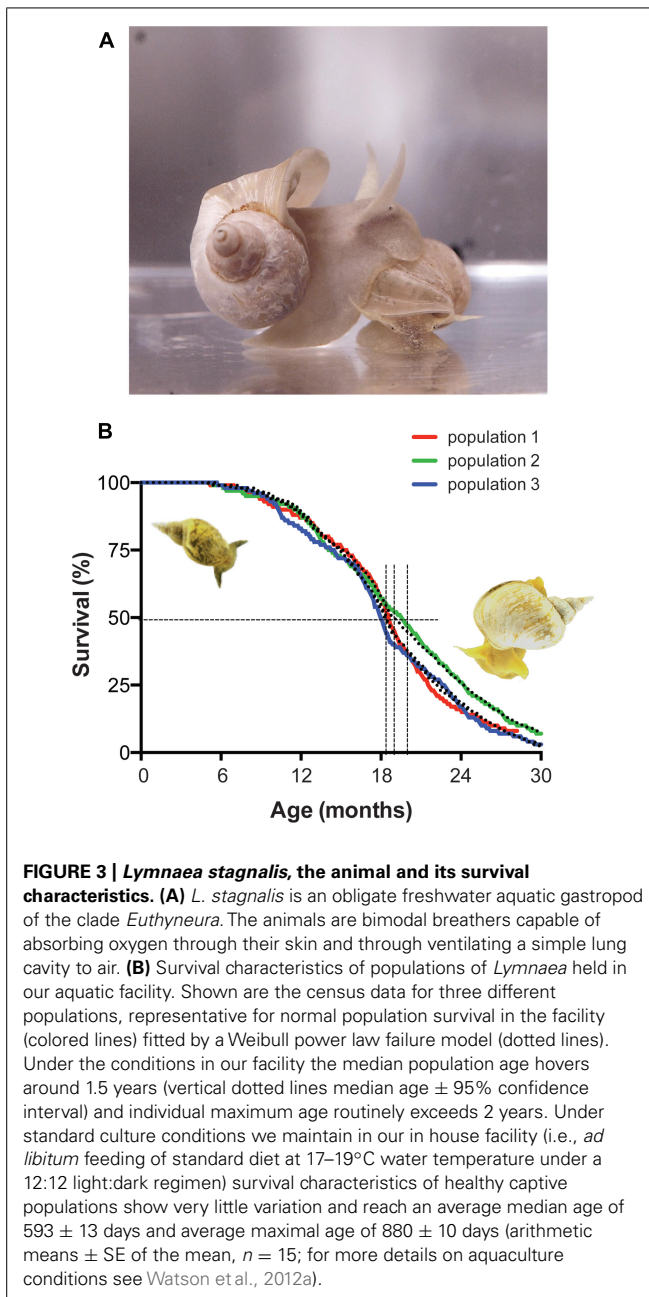 A
B
population 1
population 2
population 3
100
75
50
25
0
Survival (%)
0 6 12 18 24 30
Age (months)
FIGURE 3 | Lymnaea stagnalis, the animal and its survival
characteristics. (A) L. stagnalis is an obligate freshwater aquatic gastropod
of the clade Euthyneura. The animals are bimodal breathers capable of
absorbing oxygen through their skin and through ventilating a simple lung
cavity to air. (B) Survival characteristics of populations of Lymnaea held in
our aquatic facility. Shown are the census data for three different
populations, representative for normal population survival in the facility
(colored lines) fitted by a Weibull power law failure model (dotted lines).
Under the conditions in our facility the median population age hovers
around 1.5 years (vertical dotted lines median age ± 95% confidence
interval) and individual maximum age routinely exceeds 2 years. Under
standard culture conditions we maintain in our in house facility (i.e., ad
libitum feeding of standard diet at 17–19°C water temperature under a
12:12 light:dark regimen) survival characteristics of healthy captive
populations show very little variation and reach an average median age of
593 ± 13 days and average maximal age of 880 ± 10 days (arithmetic
means ± SE of the mean, n = 15; for more details on aquaculture
conditions see Watson et al., 2012a).